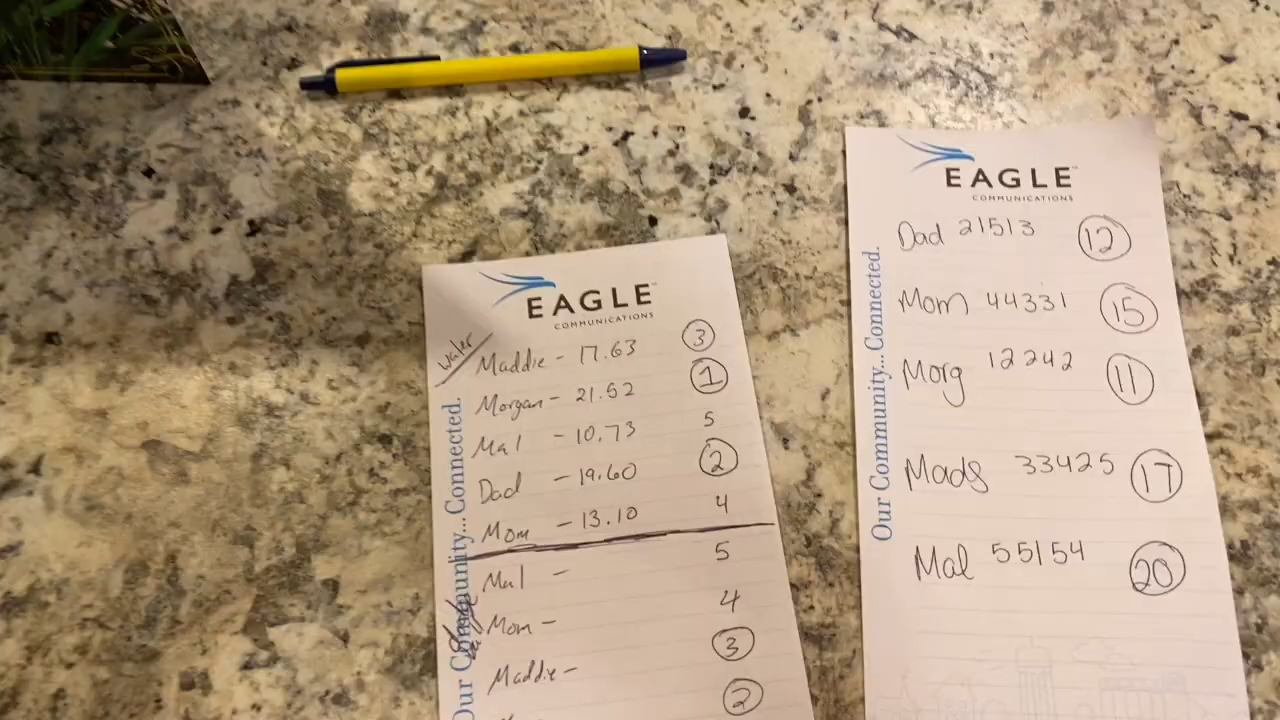 EAGLE
COMMUNICATIONS
Our Community... Connected.
water
Maddie - 17.63 3
Morgan - 21.52 1
Mal - 10.73 5
Dad - 19.60 2
Mom - 13.10 4
Mal - 5
Mom - 4
Maddie - 3
2
EAGLE
COMMUNICATIONS
Our Community... Connected.
Dad 21513 12
Mom 44331 15
Morg 12242 11
Mads 33425 17
Mal 55154 20